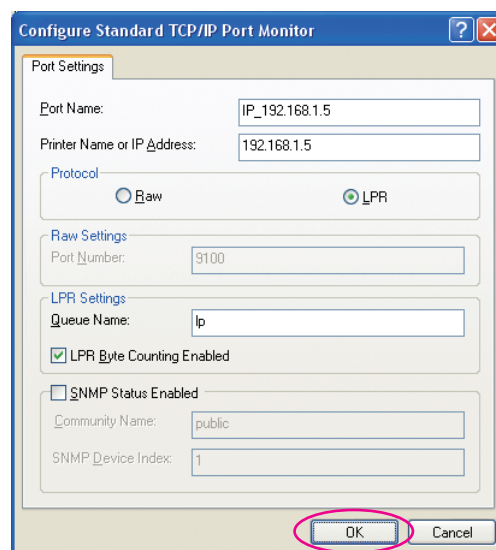 Configure Standard TCP/IP Port Monitor
Port Settings
Port Name: IP_192.168.1.5
Printer Name or IP Address: 192.168.1.5
Protocol
Raw LPR
Raw Settings
Port Number: 9100
LPR Settings
Queue Name: lp
LPR Byte Counting Enabled
SNMP Status Enabled
Community Name: public
SNMP Device Index: 1
OK Cancel